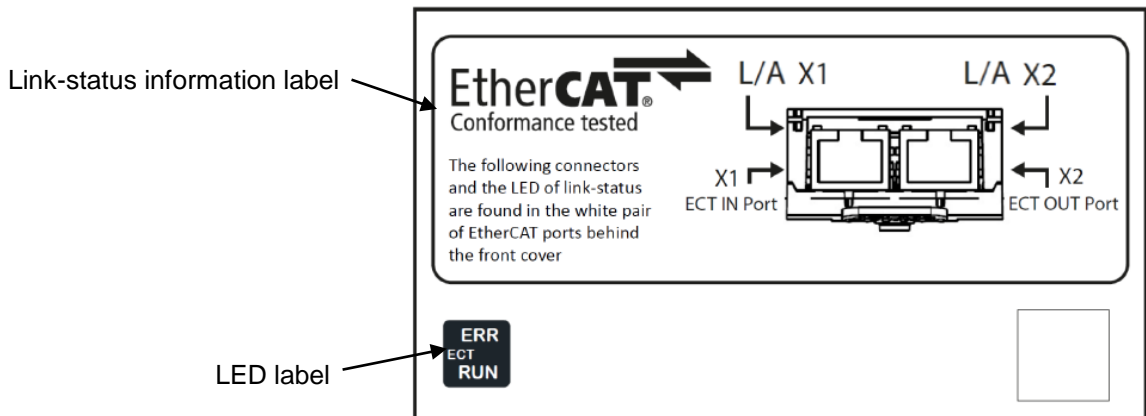 Link-status information label
EtherCAT®
Conformance tested
The following connectors
and the LED of link-status
are found in the white pair
of EtherCAT ports behind
the front cover
L/A X1
L/A X2
X1
ECT IN Port
X2
ECT OUT Port
LED label
ERR
ECT
RUN